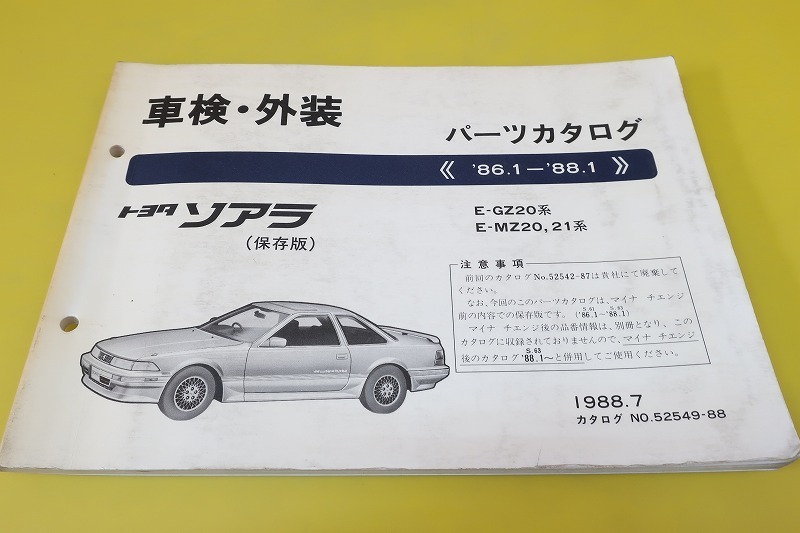 車検・外装
パーツカタログ
《 '86.1-'88.1 》
トヨタ ソアラ
(保存版)
E-GZ20系
E-MZ20,21系
注意事項
前回のカタログNo.52542-87は貴社にて廃棄して
ください。
なお、今回のこのパーツカタログは、マイナ チエンジ
前の内容での保存版です。('86.1~'88.1)
S.61 S.63
マイナ チエンジ後の品番情報は、別冊となり、この
カタログに収録されておりませんので、マイナ チエンジ
S.63
後のカタログ '88.1~と併用してご使用ください。
1988.7
カタログ NO.52549-88